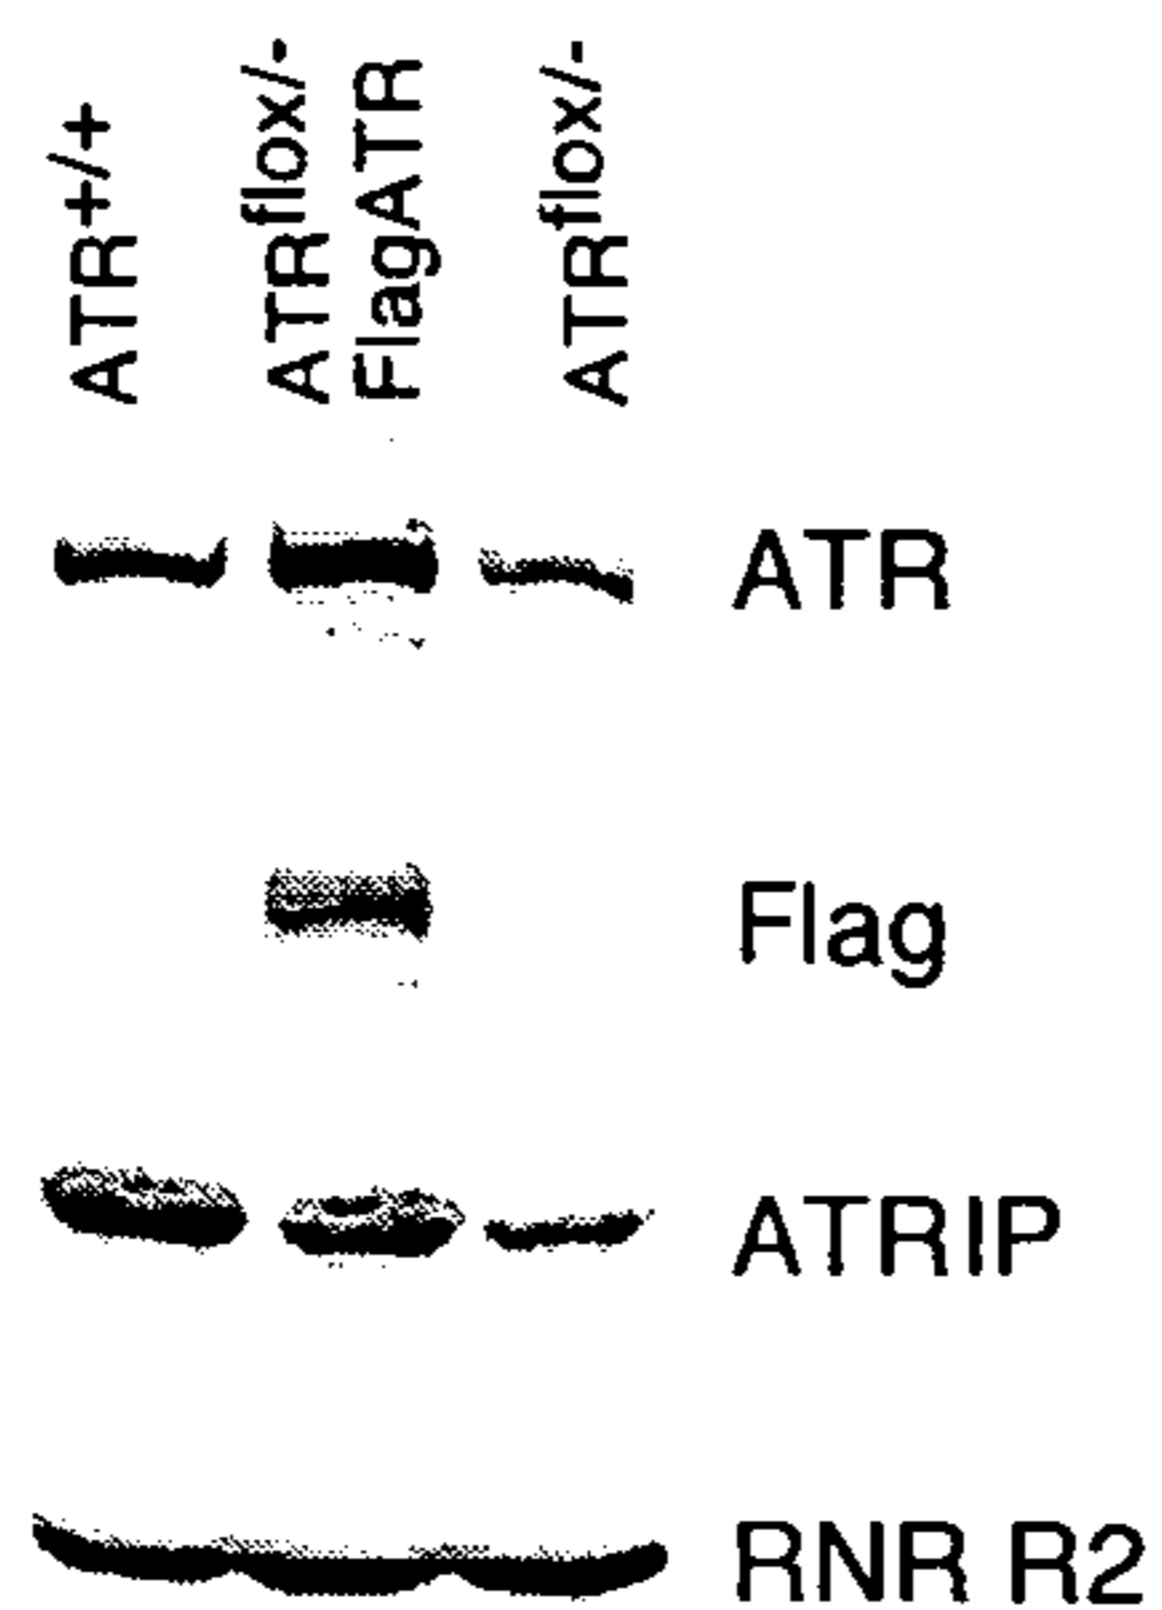 ATR+/+
ATRflox/-
FlagATR
ATRflox/-
ATR
Flag
ATRIP
RNR R2